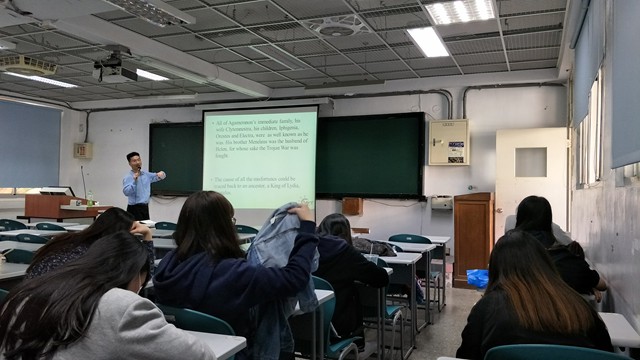 All of Agamemnon's immediate family, his
wife Clytemnestra, his children, Iphigenia,
Orestes and Electra, were as well known as he
was. His brother Menelaus was the husband of
Helen, for whose sake the Trojan War was
fought.
The cause of all the misfortunes could be
traced back to an ancestor, a King of Lydia.